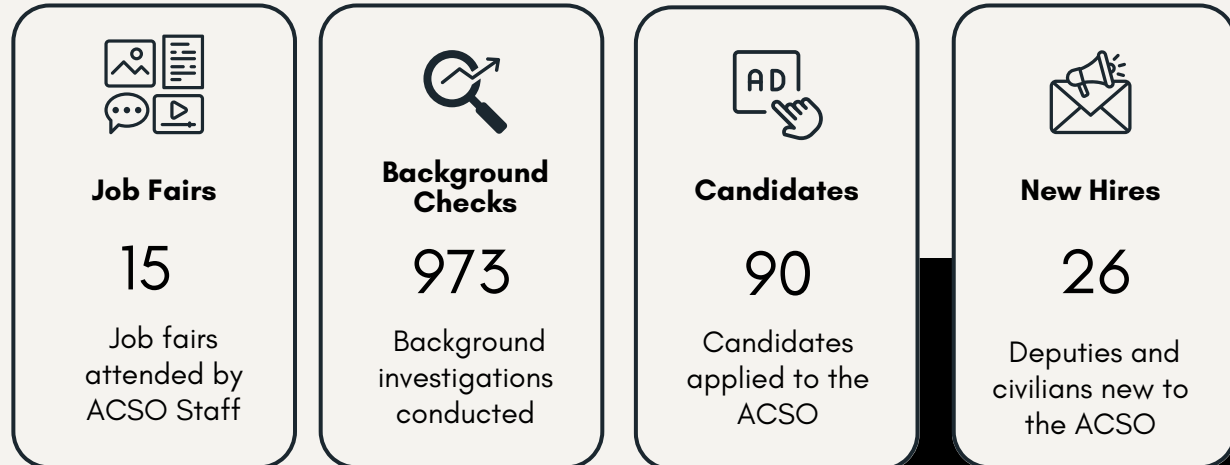 Job Fairs
15
Job fairs
attended by
ACSO Staff
Background
Checks
973
Background
investigations
conducted
AD
Candidates
90
Candidates
applied to the
ACSO
New Hires
26
Deputies and
civilians new to
the ACSO